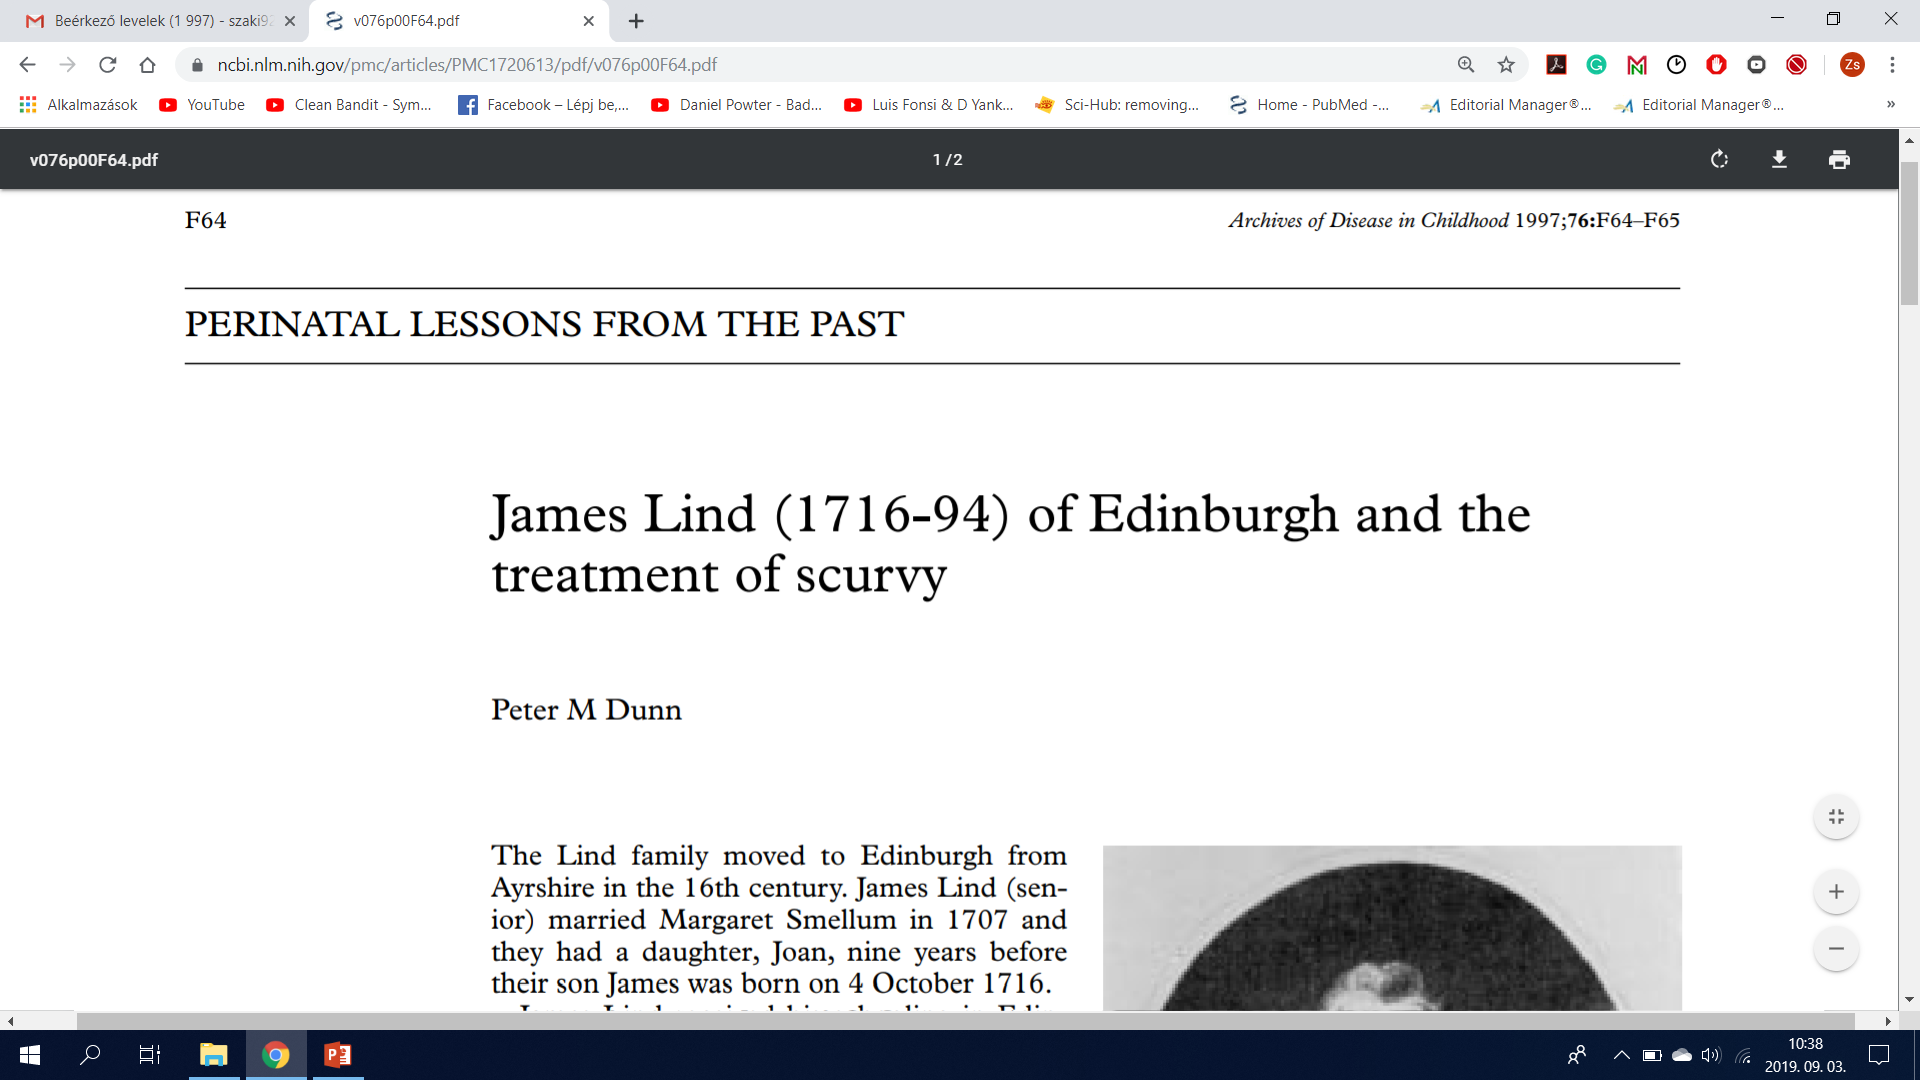 Beérkező levelek (1 997) - szaki92
v076p00F64.pdf
ncbi.nlm.nih.gov/pmc/articles/PMC1720613/pdf/v076p00F64.pdf
Zs
Alkalmazások
YouTube
Clean Bandit - Sym...
Facebook – Lépj be,...
Daniel Powter - Bad...
Luis Fonsi & D Yank...
Sci-Hub: removing...
Home - PubMed -...
Editorial Manager®...
Editorial Manager®...
»
v076p00F64.pdf
1 / 2
F64
Archives of Disease in Childhood 1997;76:F64–F65
PERINATAL LESSONS FROM THE PAST
James Lind (1716-94) of Edinburgh and the
treatment of scurvy
Peter M Dunn
The Lind family moved to Edinburgh from
Ayrshire in the 16th century. James Lind (sen-
ior) married Margaret Smellum in 1707 and
they had a daughter, Joan, nine years before
their son James was born on 4 October 1716.
10:38
2019. 09. 03.